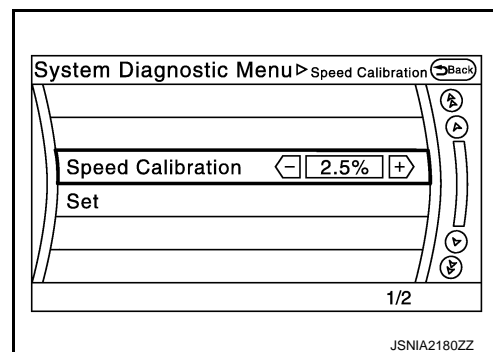 System Diagnostic Menu ▷ Speed Calibration Back
Speed Calibration - 2.5% +
Set
1/2
JSNIA2180ZZ